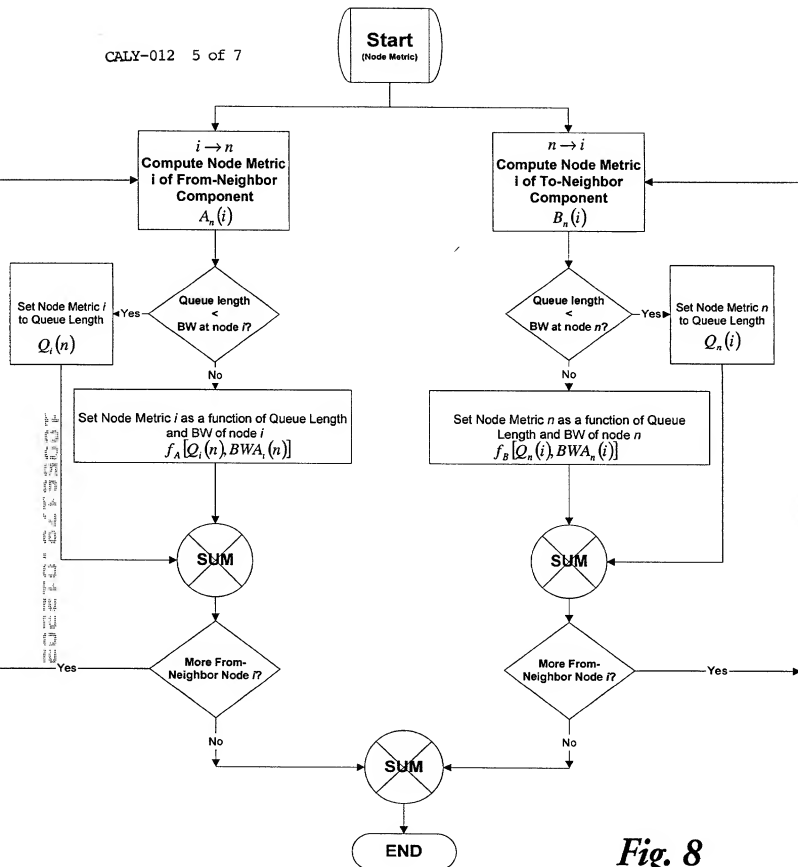 CALY-012 5 of 7
Start
(Node Metric)
i → n
Compute Node Metric
i of From-Neighbor
Component
A_n(i)
n → i
Compute Node Metric
i of To-Neighbor
Component
B_n(i)
Set Node Metric i
to Queue Length
Q_i(n)
Yes
Queue length
<
BW at node i?
No
Queue length
<
BW at node n?
Yes
Set Node Metric n
to Queue Length
Q_n(i)
No
Set Node Metric i as a function of Queue Length
and BW of node i
f_A[Q_i(n), BWA_i(n)]
Set Node Metric n as a function of Queue
Length and BW of node n
f_B[Q_n(i), BWA_n(i)]
SUM
SUM
Yes
More From-
Neighbor Node i?
No
More From-
Neighbor Node i?
Yes
No
SUM
END
Fig. 8